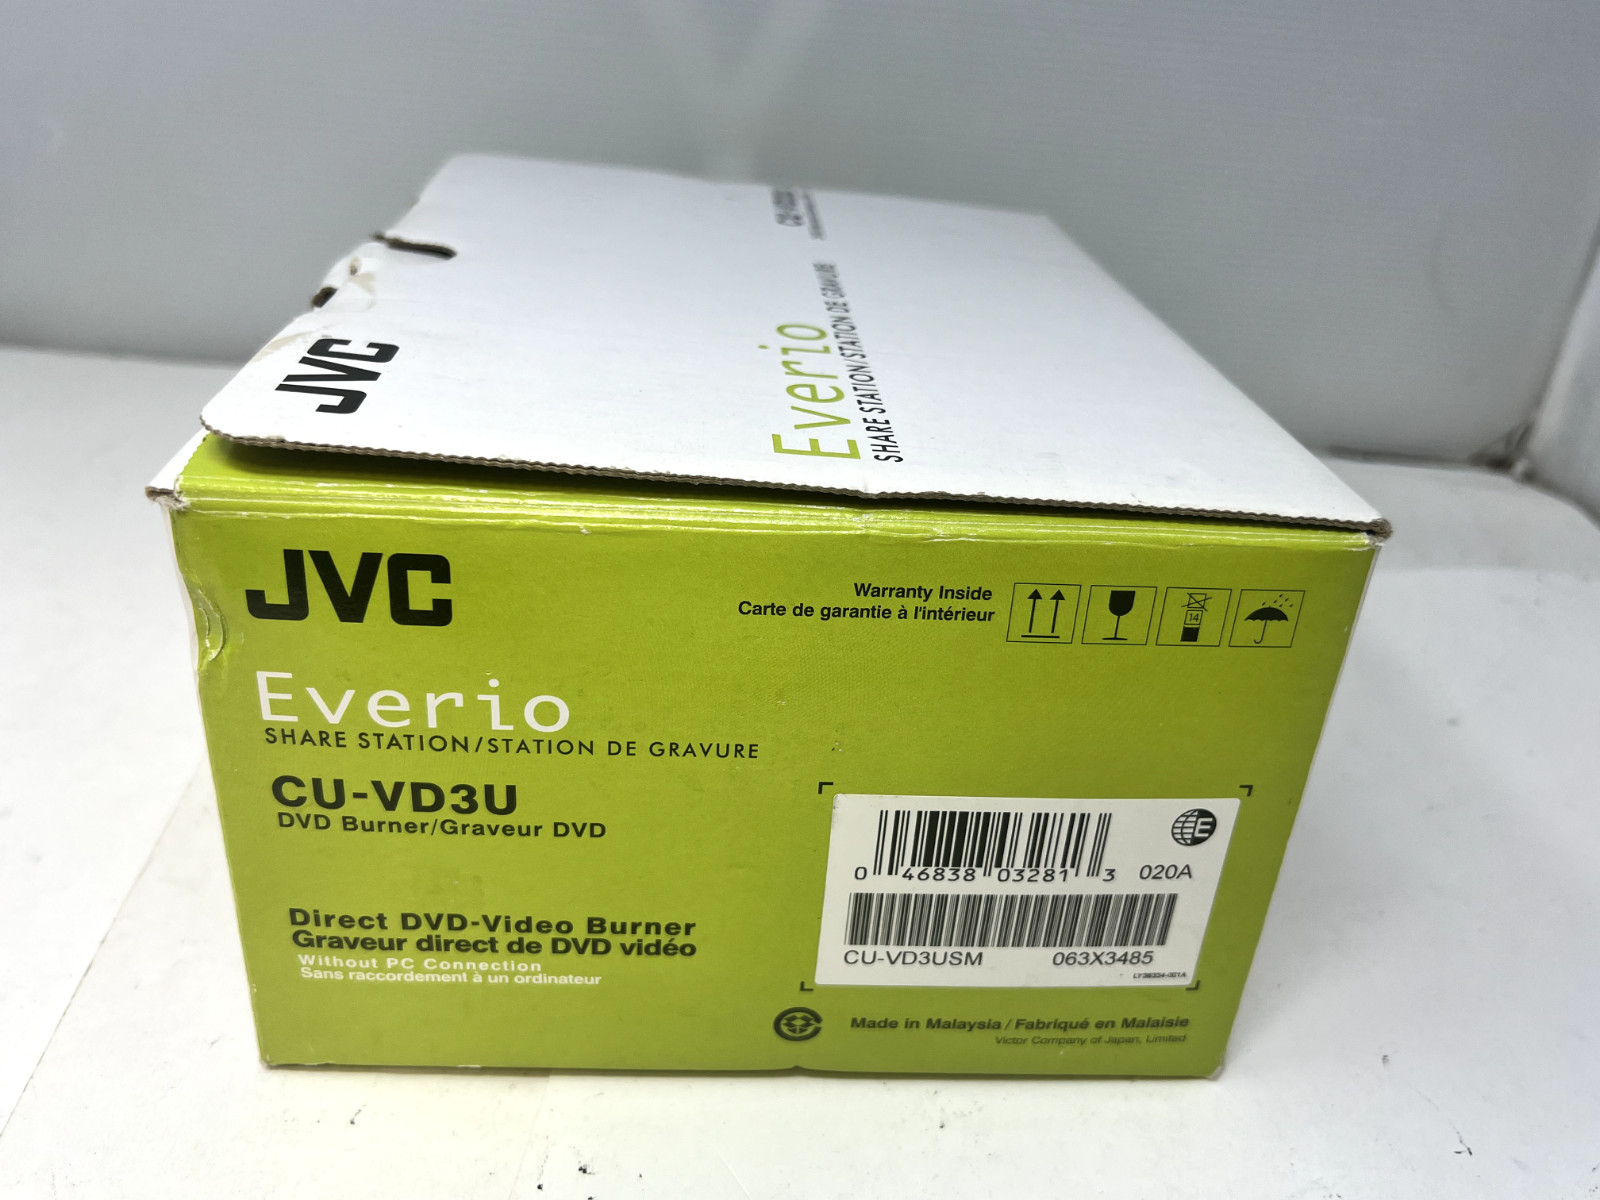 JVC
Everio
SHARE STATION/STATION DE GRAVURE
JVC
Warranty Inside
Carte de garantie à l'intérieur
14
Everio
SHARE STATION/STATION DE GRAVURE
CU-VD3U
DVD Burner/Graveur DVD
Direct DVD-Video Burner
Graveur direct de DVD vidéo
Without PC Connection
Sans raccordement à un ordinateur
E
0 46838 03281 3 020A
CU-VD3USM 063X3485
Made in Malaysia / Fabriqué en Malaisie
Victor Company of Japan, Limited